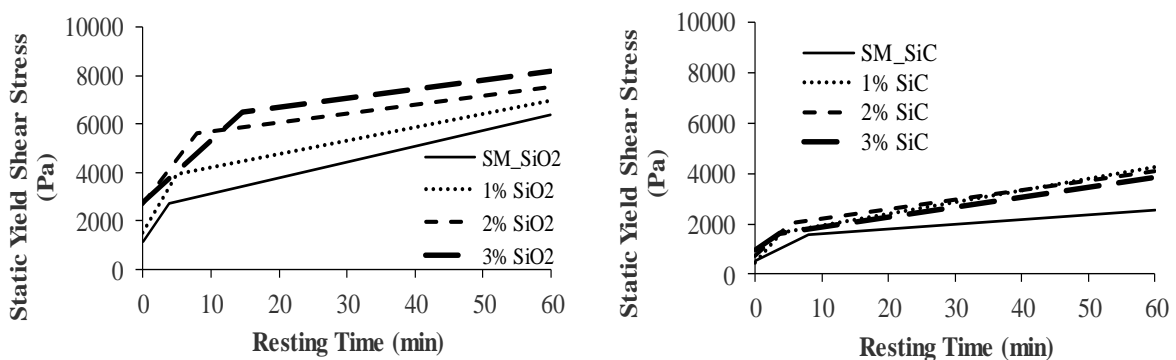 Static Yield Shear Stress
(Pa)
10000
8000
6000
4000
2000
0
0 10 20 30 40 50 60
Resting Time (min)
SM_SiO2
1% SiO2
2% SiO2
3% SiO2
Static Yield Shear Stress
(Pa)
10000
8000
6000
4000
2000
0
0 10 20 30 40 50 60
Resting Time (min)
SM_SiC
1% SiC
2% SiC
3% SiC